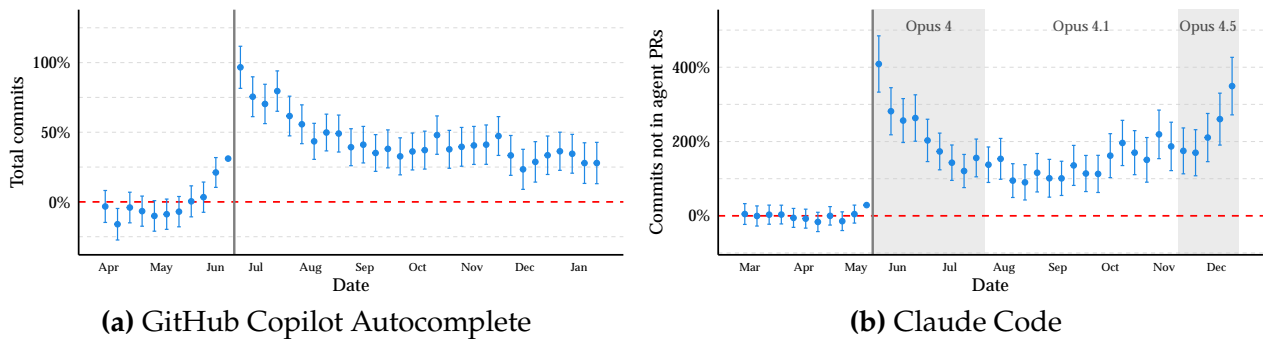 Total commits
100%
50%
0%
Apr May Jun Jul Aug Sep Oct Nov Dec Jan
Date
(a) GitHub Copilot Autocomplete
Commits not in agent PRs
Opus 4 Opus 4.1 Opus 4.5
400%
200%
0%
Mar Apr May Jun Jul Aug Sep Oct Nov Dec
Date
(b) Claude Code